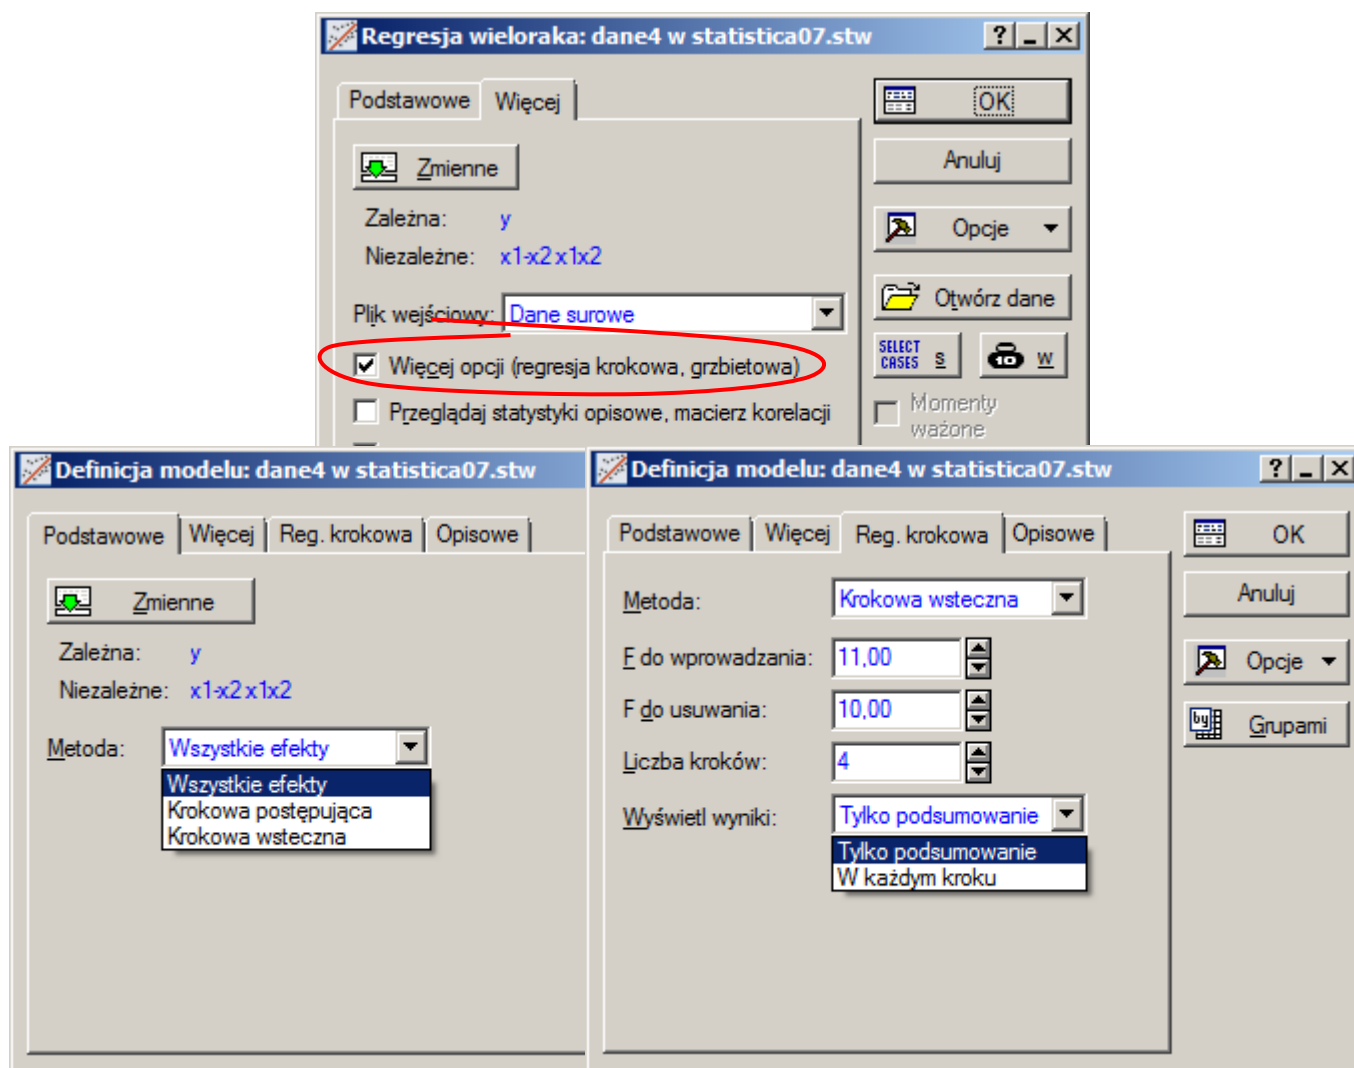 Regresja wieloraka: dane4 w statistica07.stw
Podstawowe Więcej
OK
Zmienne
Anuluj
Zależna: y
Opcje
Niezależne: x1-x2 x1x2
Otwórz dane
Plik wejściowy: Dane surowe
SELECT CASES S
10 w
Więcej opcji (regresja krokowa, grzbietowa)
Przeglądaj statystyki opisowe, macierz korelacji
Momenty
ważone
Definicja modelu: dane4 w statistica07.stw
Podstawowe Więcej Reg. krokowa Opisowe
Zmienne
Zależna: y
Niezależne: x1-x2 x1x2
Metoda: Wszystkie efekty
Wszystkie efekty
Krokowa postępująca
Krokowa wsteczna
Definicja modelu: dane4 w statistica07.stw
Podstawowe Więcej Reg. krokowa Opisowe
OK
Metoda: Krokowa wsteczna
Anuluj
F do wprowadzania: 11,00
Opcje
F do usuwania: 10,00
by Grupami
Liczba kroków: 4
Wyświetl wyniki: Tylko podsumowanie
Tylko podsumowanie
W każdym kroku